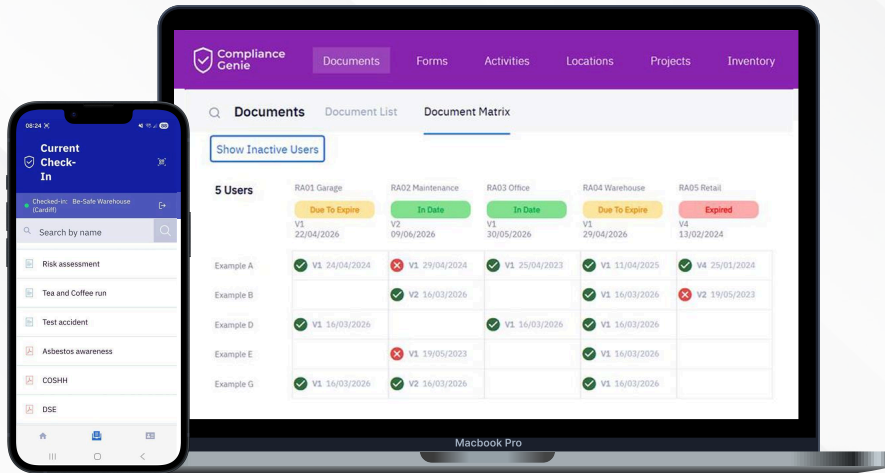 Compliance
Genie
Documents Forms Activities Locations Projects Inventory
Documents Document List Document Matrix
Show Inactive Users
5 Users RA01 Garage RA02 Maintenance RA03 Office RA04 Warehouse RA05 Retail
Due To Expire In Date In Date Due To Expire Expired
V1 V2 V1 V1 V4
22/04/2026 09/06/2026 30/05/2026 29/04/2026 13/02/2024
Example A V1 24/04/2024 V1 29/04/2024 V1 25/04/2023 V1 11/04/2025 V4 25/01/2024
Example B V2 16/03/2026 V1 16/03/2026 V2 19/05/2023
Example D V1 16/03/2026 V1 16/03/2026 V1 16/03/2026
Example E V1 19/05/2023 V1 16/03/2026
Example G V1 16/03/2026 V2 16/03/2026 V1 16/03/2026
Macbook Pro
08:24
Current
Check-
In
Checked-in: Be-Safe Warehouse
(Cardiff)
Search by name
Risk assessment
Tea and Coffee run
Test accident
Asbestos awareness
COSHH
DSE